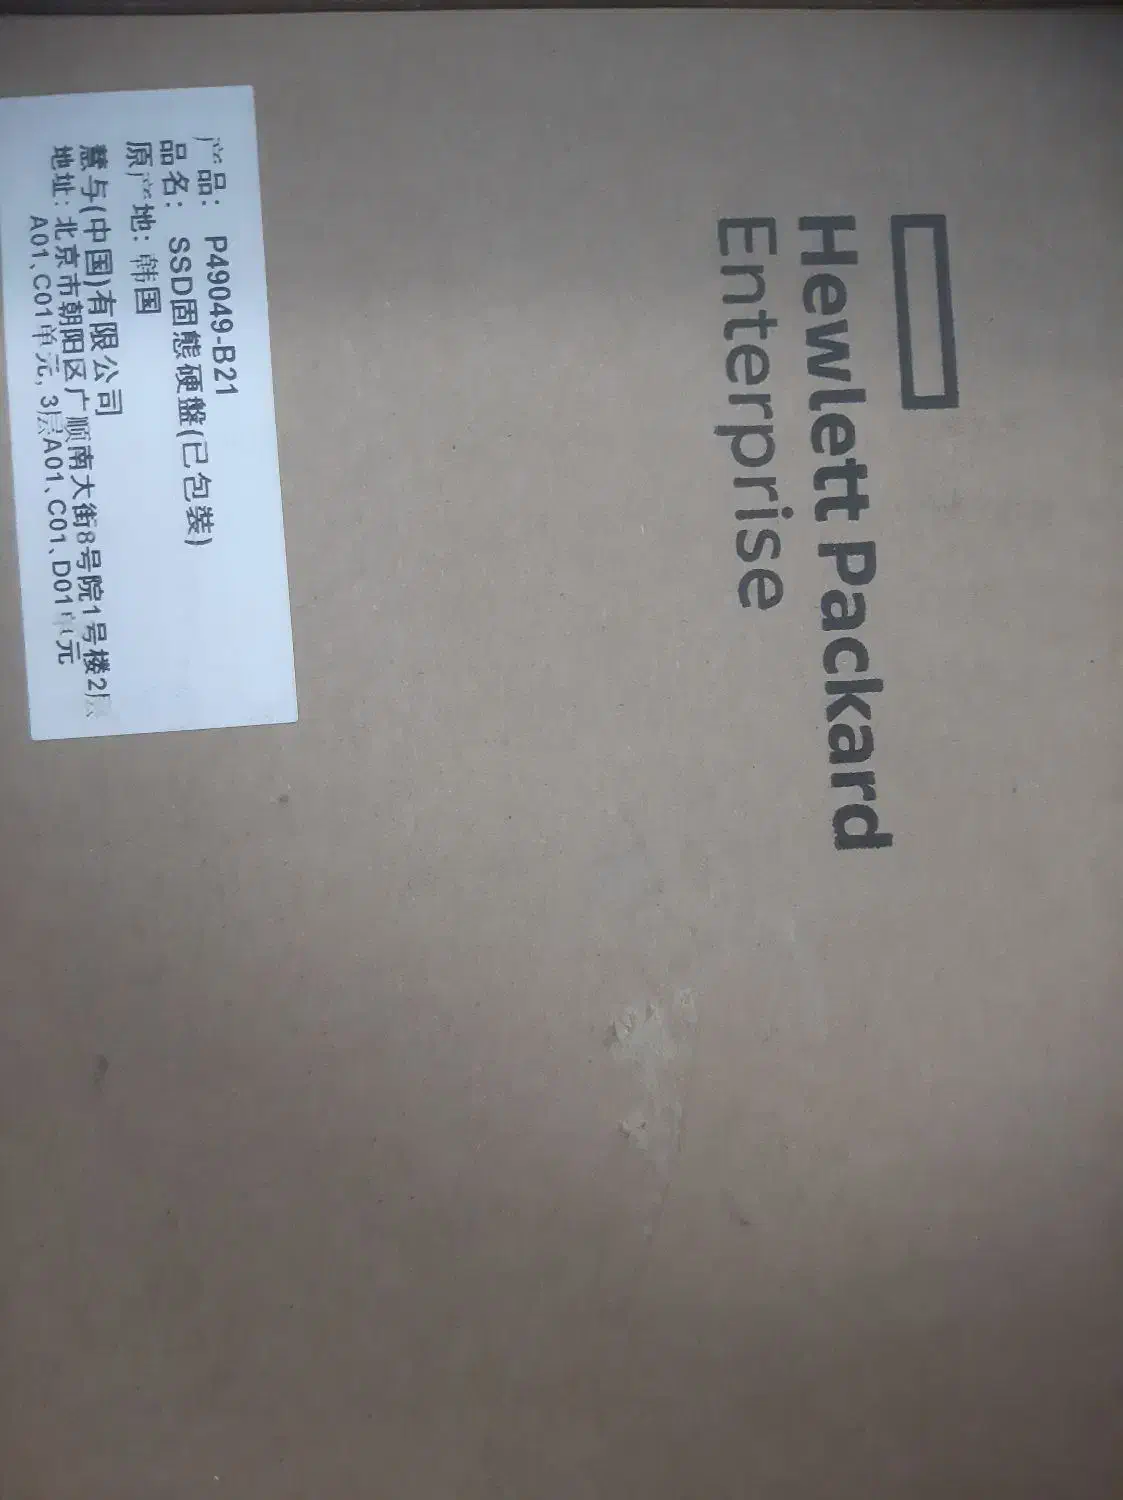 Hewlett Packard
Enterprise
产品: P49049-B21
品名: SSD固態硬盤(已包裝)
原产地: 韩国
慧与(中国)有限公司
地址: 北京市朝阳区广顺南大街8号院1号楼2层
A01、C01单元, 3层A01、C01、D01单元